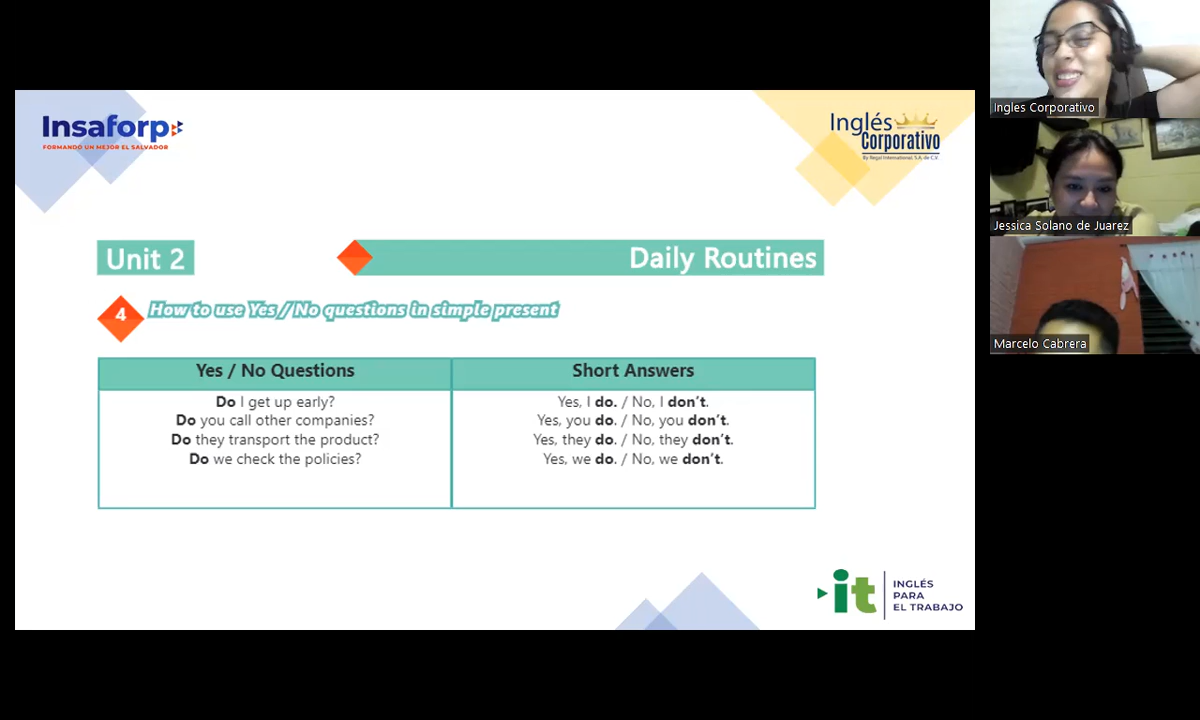 Insaforp
FORMANDO UN MEJOR EL SALVADOR
Inglés
Corporativo
By Regal International, S.A. de C.V.
Unit 2
Daily Routines
4
How to use Yes / No questions in simple present
Yes / No Questions
Do I get up early?
Do you call other companies?
Do they transport the product?
Do we check the policies?
Short Answers
Yes, I do. / No, I don’t.
Yes, you do. / No, you don’t.
Yes, they do. / No, they don’t.
Yes, we do. / No, we don’t.
it
INGLÉS
PARA
EL TRABAJO
Ingles Corporativo
Jessica Solano de Juarez
Marcelo Cabrera